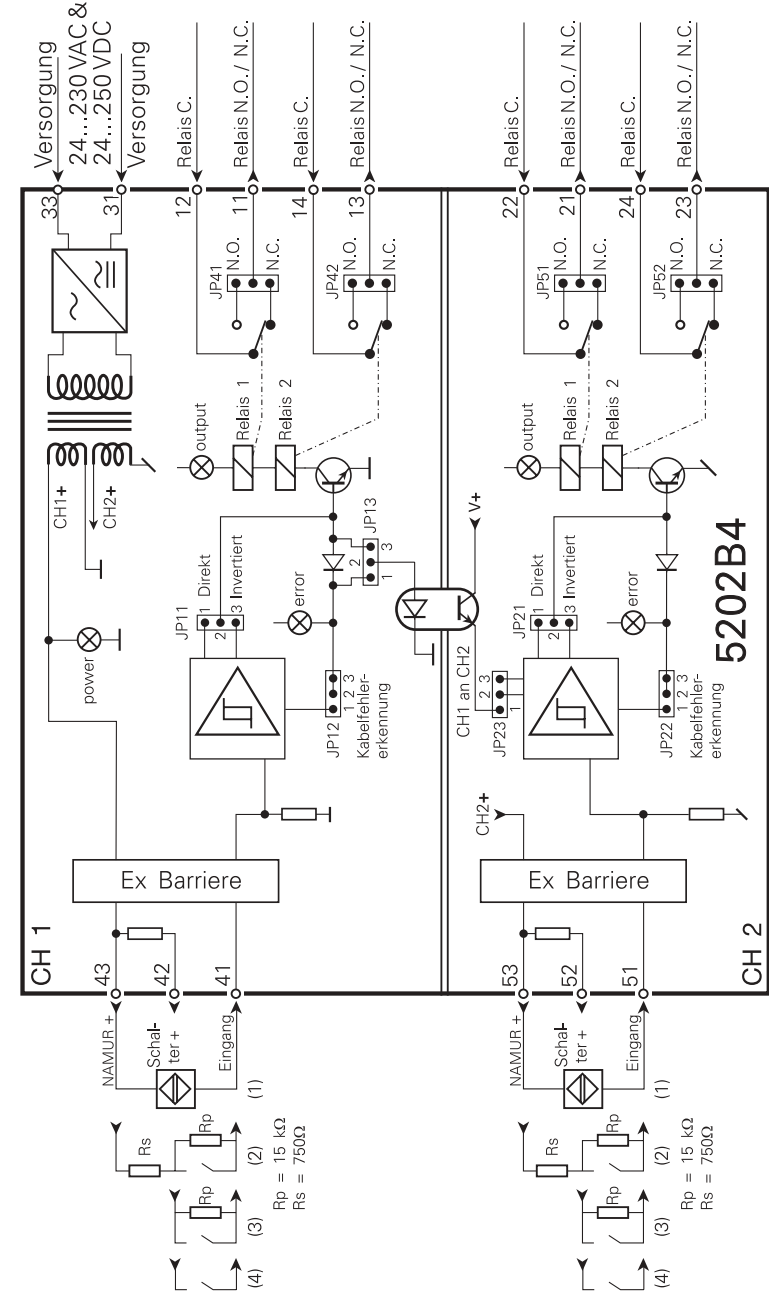 Versorgung
24...230 VAC &
24...250 VDC
Versorgung
33
31
Relais C.
12
Relais N.O./ N.C.
11
Relais C.
14
Relais N.O./ N.C.
13
N.O.
JP41
N.C.
N.O.
JP42
N.C.
CH1+
CH2+
output
Relais 1
Relais 2
power
JP11
1 Direkt
2
3 Invertiert
error
JP13
1 2 3
JP12
1 2 3
Kabelfehler-
erkennung
Ex Barriere
CH 1
43
42
41
NAMUR +
Schal-
ter +
Eingang
(1)
Rs
Rp
(2)
Rp = 15 kΩ
Rs = 750Ω
Rp
(3)
(4)
V+
Relais C.
22
Relais N.O./ N.C.
21
Relais C.
24
Relais N.O./ N.C.
23
N.O.
JP51
N.C.
N.O.
JP52
N.C.
output
Relais 1
Relais 2
CH1 an CH2
JP23
1 2 3
JP21
1 Direkt
2
3 Invertiert
error
JP22
1 2 3
Kabelfehler-
erkennung
5202B4
CH2+
Ex Barriere
CH 2
53
52
51
NAMUR +
Schal-
ter +
Eingang
(1)
Rs
Rp
(2)
Rp = 15 kΩ
Rs = 750Ω
Rp
(3)
(4)